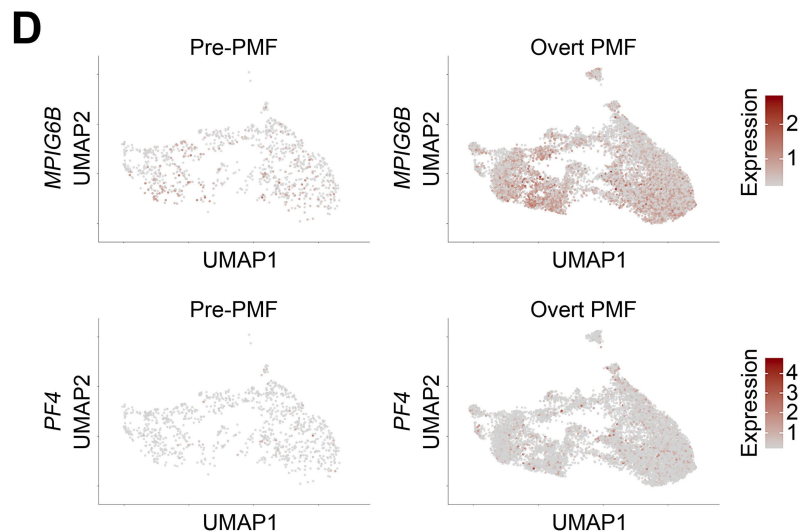 D
Pre-PMF
Overt PMF
MPIG6B
UMAP2
MPIG6B
UMAP2
Expression
2
1
UMAP1
UMAP1
Pre-PMF
Overt PMF
PF4
UMAP2
PF4
UMAP2
Expression
4
3
2
1
UMAP1
UMAP1